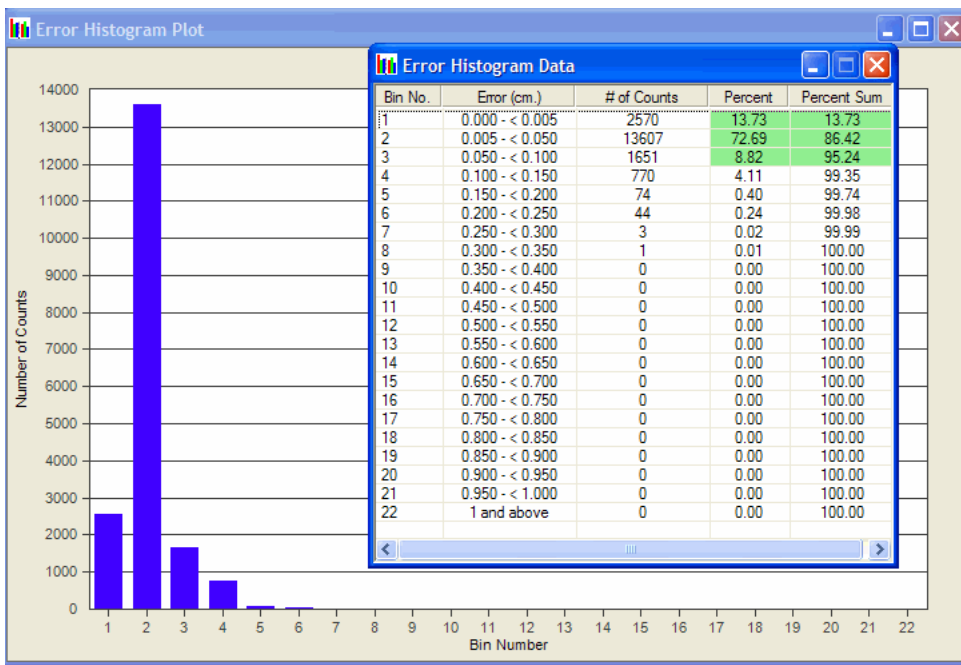 Error Histogram Plot
Error Histogram Data
Bin No. Error (cm.) # of Counts Percent Percent Sum
1 0.000 - < 0.005 2570 13.73 13.73
2 0.005 - < 0.050 13607 72.69 86.42
3 0.050 - < 0.100 1651 8.82 95.24
4 0.100 - < 0.150 770 4.11 99.35
5 0.150 - < 0.200 74 0.40 99.74
6 0.200 - < 0.250 44 0.24 99.98
7 0.250 - < 0.300 3 0.02 99.99
8 0.300 - < 0.350 1 0.01 100.00
9 0.350 - < 0.400 0 0.00 100.00
10 0.400 - < 0.450 0 0.00 100.00
11 0.450 - < 0.500 0 0.00 100.00
12 0.500 - < 0.550 0 0.00 100.00
13 0.550 - < 0.600 0 0.00 100.00
14 0.600 - < 0.650 0 0.00 100.00
15 0.650 - < 0.700 0 0.00 100.00
16 0.700 - < 0.750 0 0.00 100.00
17 0.750 - < 0.800 0 0.00 100.00
18 0.800 - < 0.850 0 0.00 100.00
19 0.850 - < 0.900 0 0.00 100.00
20 0.900 - < 0.950 0 0.00 100.00
21 0.950 - < 1.000 0 0.00 100.00
22 1 and above 0 0.00 100.00
Number of Counts
14000
13000
12000
11000
10000
9000
8000
7000
6000
5000
4000
3000
2000
1000
0
1 2 3 4 5 6 7 8 9 10 11 12 13 14 15 16 17 18 19 20 21 22
Bin Number